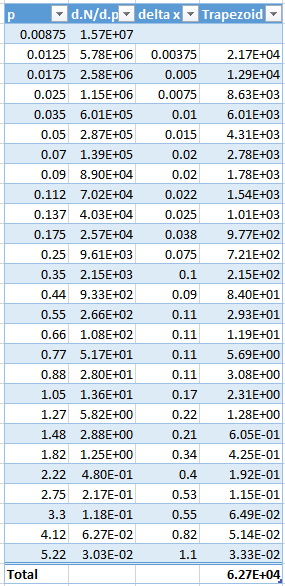 p d.N/d.p delta x Trapezoid
0.00875 1.57E+07
0.0125 5.78E+06 0.00375 2.17E+04
0.0175 2.58E+06 0.005 1.29E+04
0.025 1.15E+06 0.0075 8.63E+03
0.035 6.01E+05 0.01 6.01E+03
0.05 2.87E+05 0.015 4.31E+03
0.07 1.39E+05 0.02 2.78E+03
0.09 8.90E+04 0.02 1.78E+03
0.112 7.02E+04 0.022 1.54E+03
0.137 4.03E+04 0.025 1.01E+03
0.175 2.57E+04 0.038 9.77E+02
0.25 9.61E+03 0.075 7.21E+02
0.35 2.15E+03 0.1 2.15E+02
0.44 9.33E+02 0.09 8.40E+01
0.55 2.66E+02 0.11 2.93E+01
0.66 1.08E+02 0.11 1.19E+01
0.77 5.17E+01 0.11 5.69E+00
0.88 2.80E+01 0.11 3.08E+00
1.05 1.36E+01 0.17 2.31E+00
1.27 5.82E+00 0.22 1.28E+00
1.48 2.88E+00 0.21 6.05E-01
1.82 1.25E+00 0.34 4.25E-01
2.22 4.80E-01 0.4 1.92E-01
2.75 2.17E-01 0.53 1.15E-01
3.3 1.18E-01 0.55 6.49E-02
4.12 6.27E-02 0.82 5.14E-02
5.22 3.03E-02 1.1 3.33E-02
Total 6.27E+04